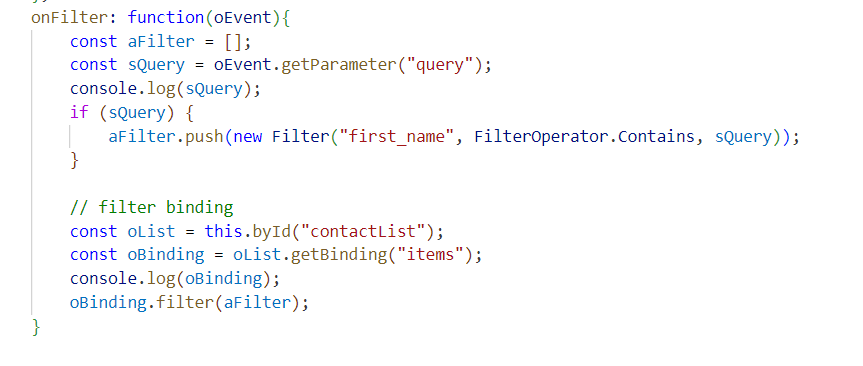 onFilter: function(oEvent){
const aFilter = [];
const sQuery = oEvent.getParameter("query");
console.log(sQuery);
if (sQuery) {
aFilter.push(new Filter("first_name", FilterOperator.Contains, sQuery));
}
// filter binding
const oList = this.byId("contactList");
const oBinding = oList.getBinding("items");
console.log(oBinding);
oBinding.filter(aFilter);
}